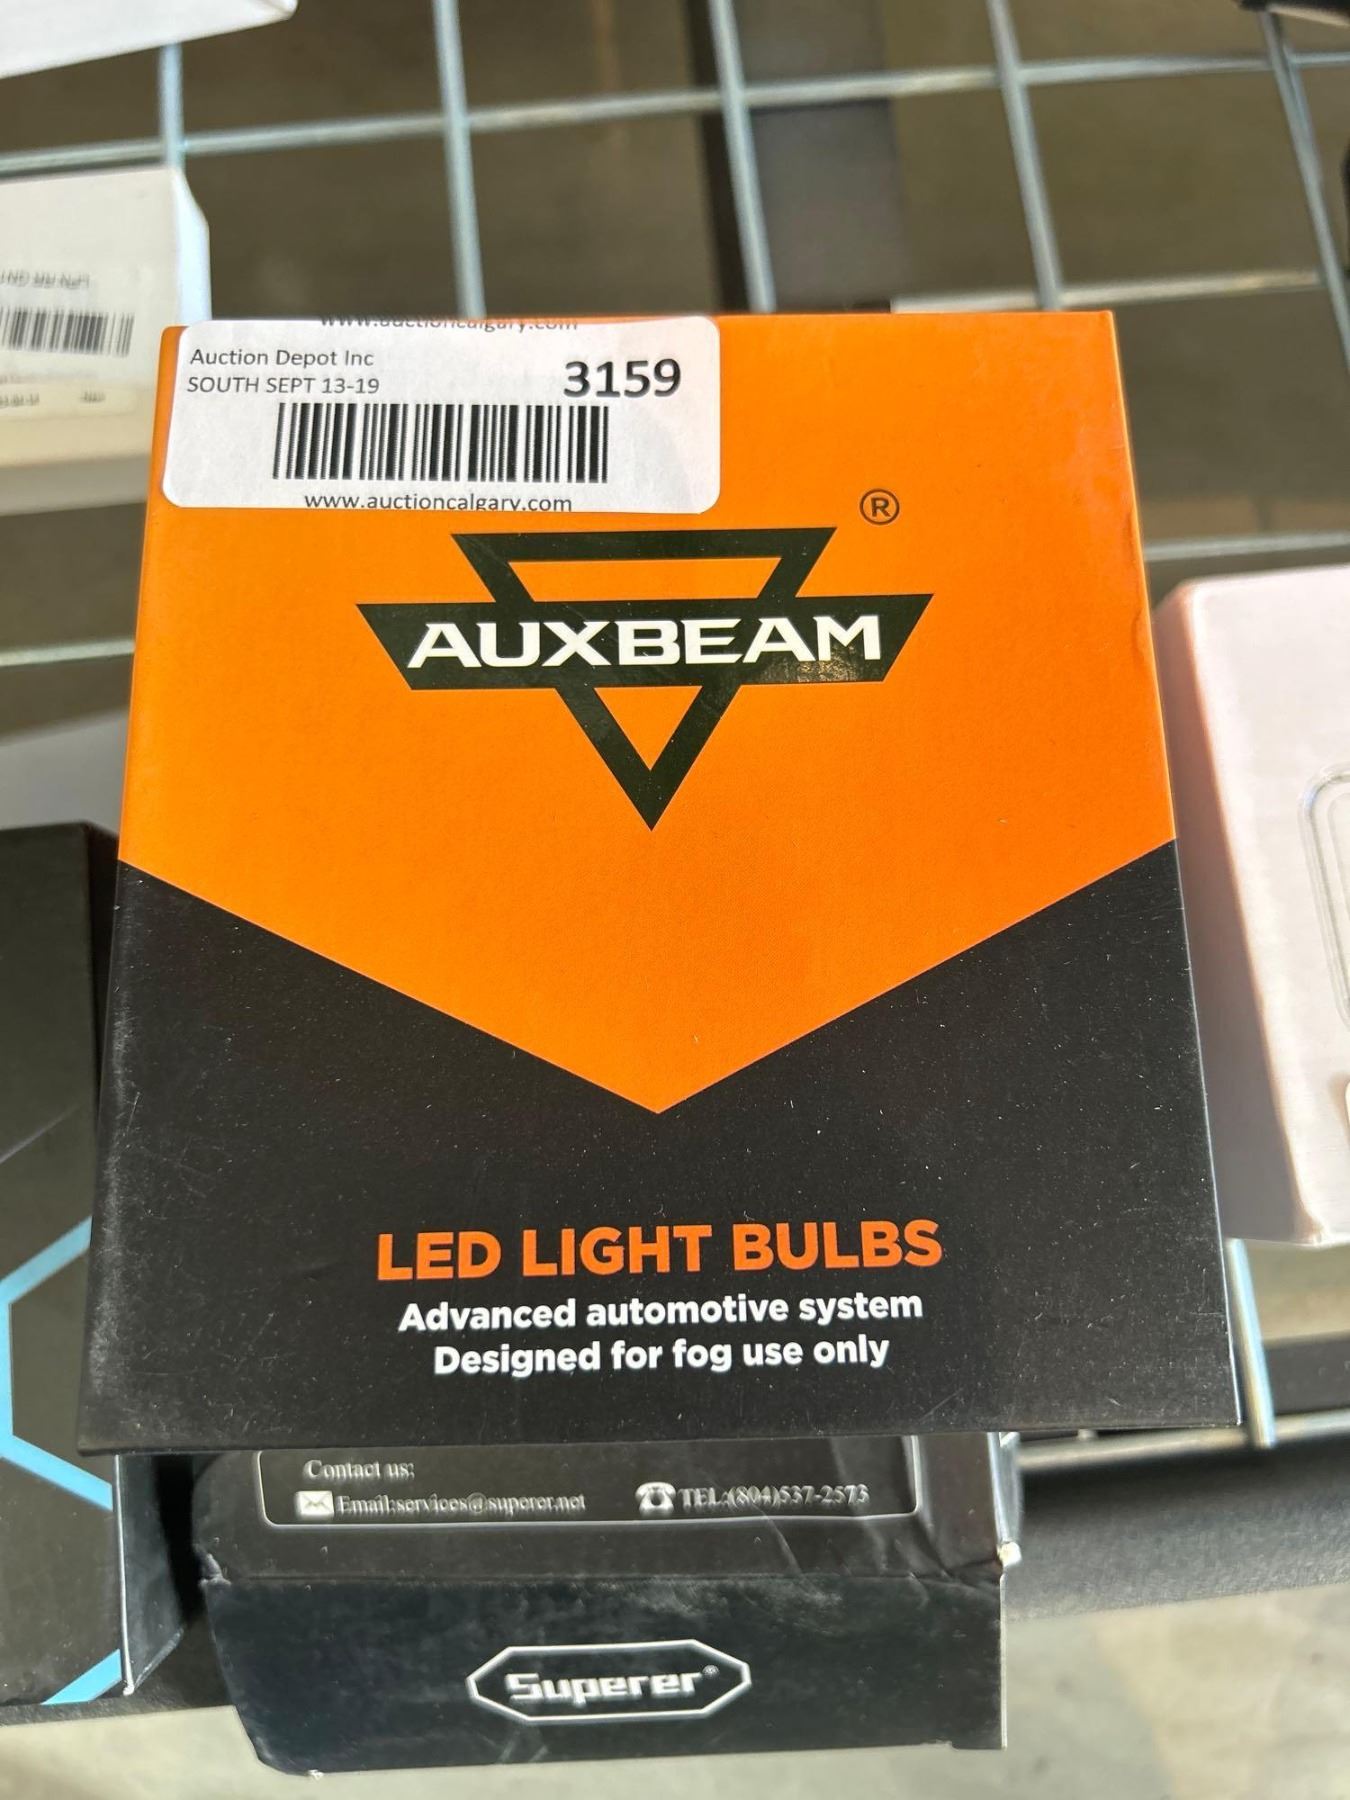 www.auctioncalgary.com
Auction Depot Inc
SOUTH SEPT 13-19
3159
www.auctioncalgary.com
®
AUXBEAM
LED LIGHT BULBS
Advanced automotive system
Designed for fog use only
Contact us:
Email:services@superer.net
TEL:(804)537-2573
Superer®